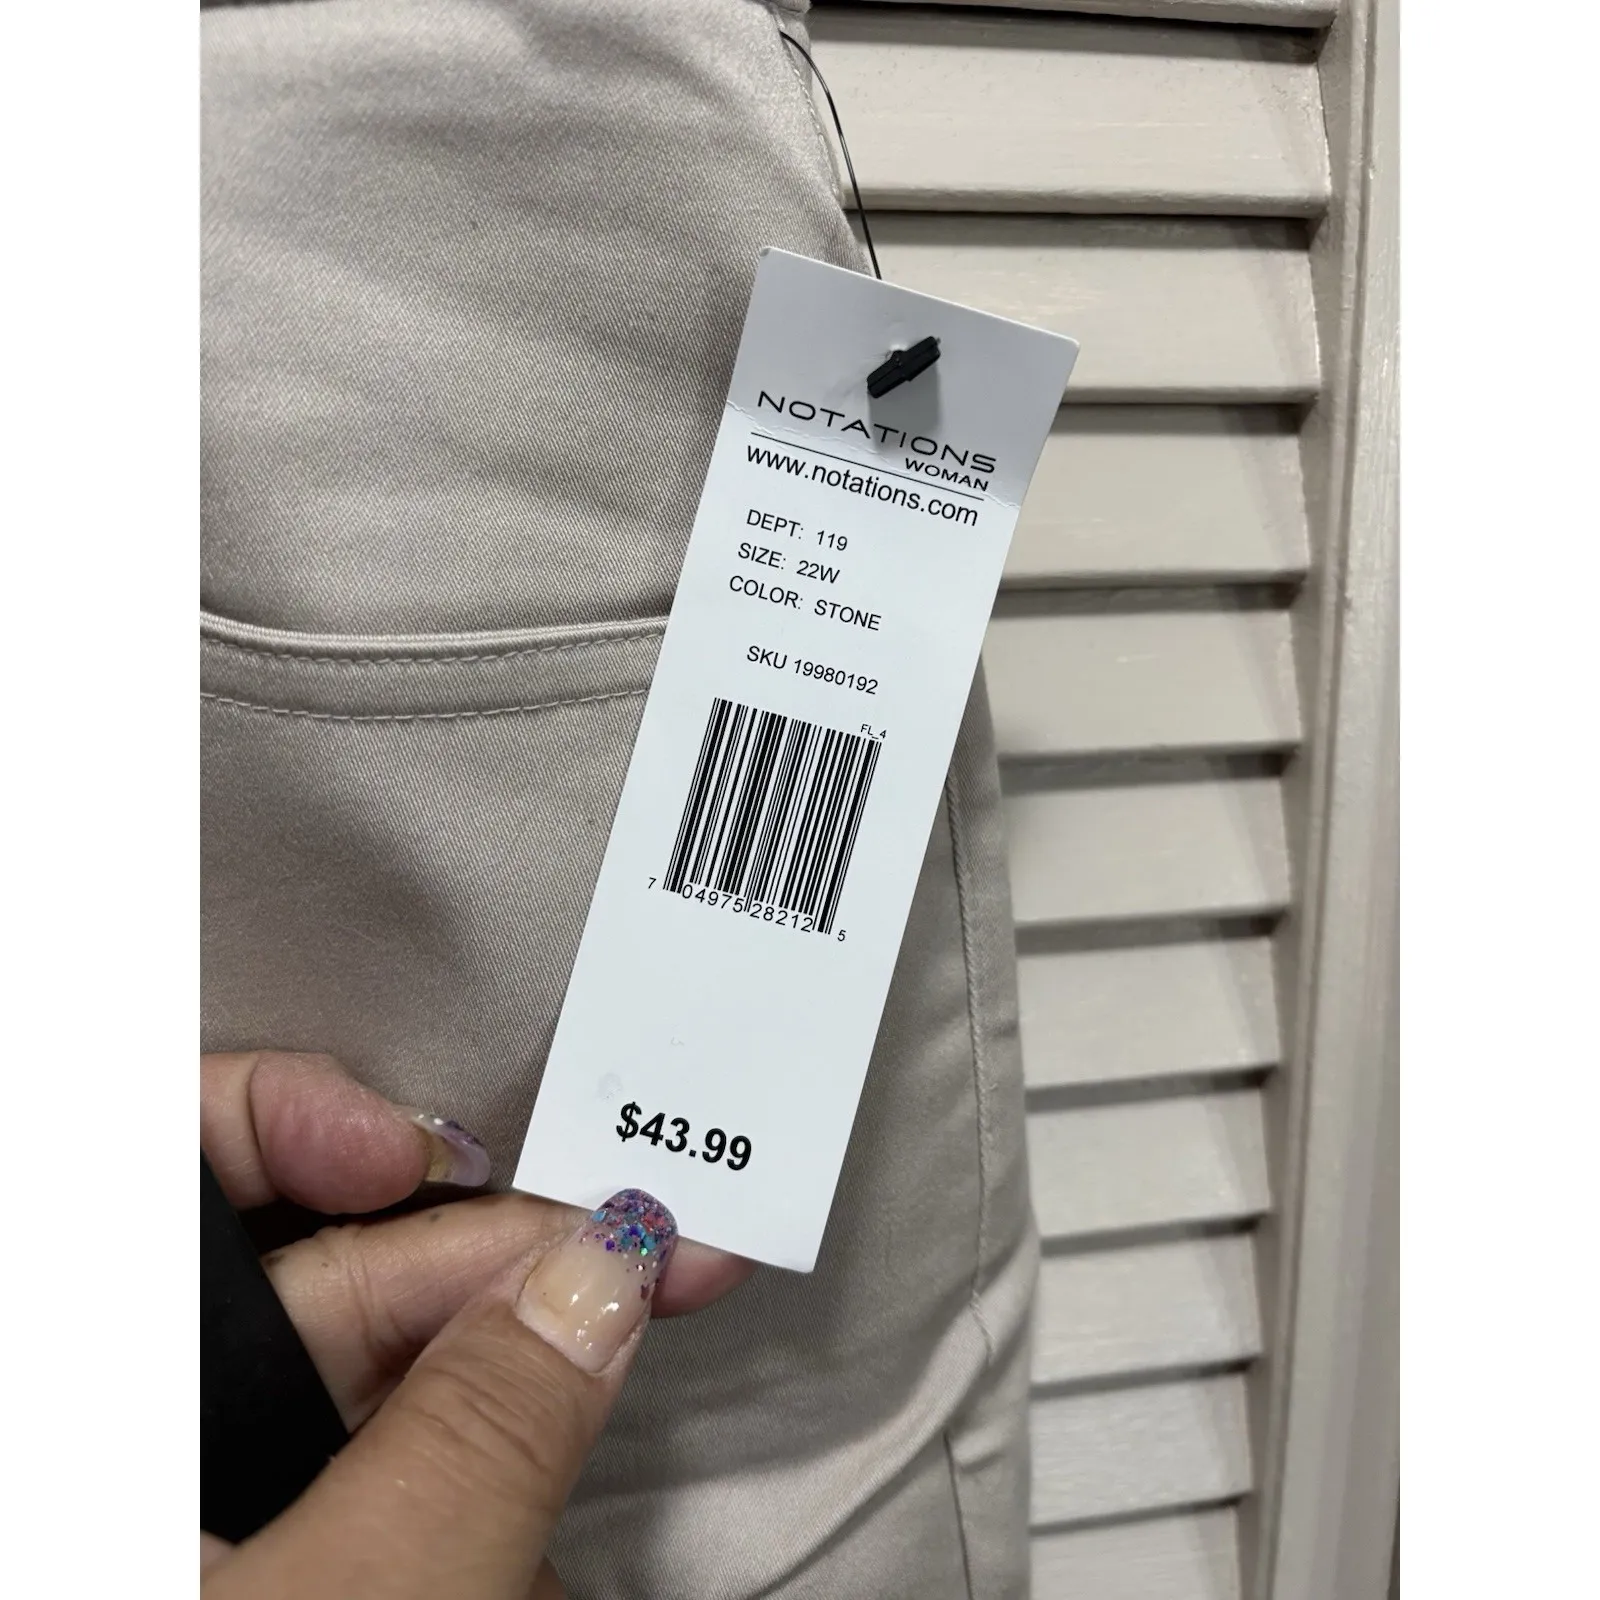 NOTATIONS
WOMAN
www.notations.com
DEPT: 119
SIZE: 22W
COLOR: STONE
SKU 19980192
FL_4
7 04975 28212 5
$43.99